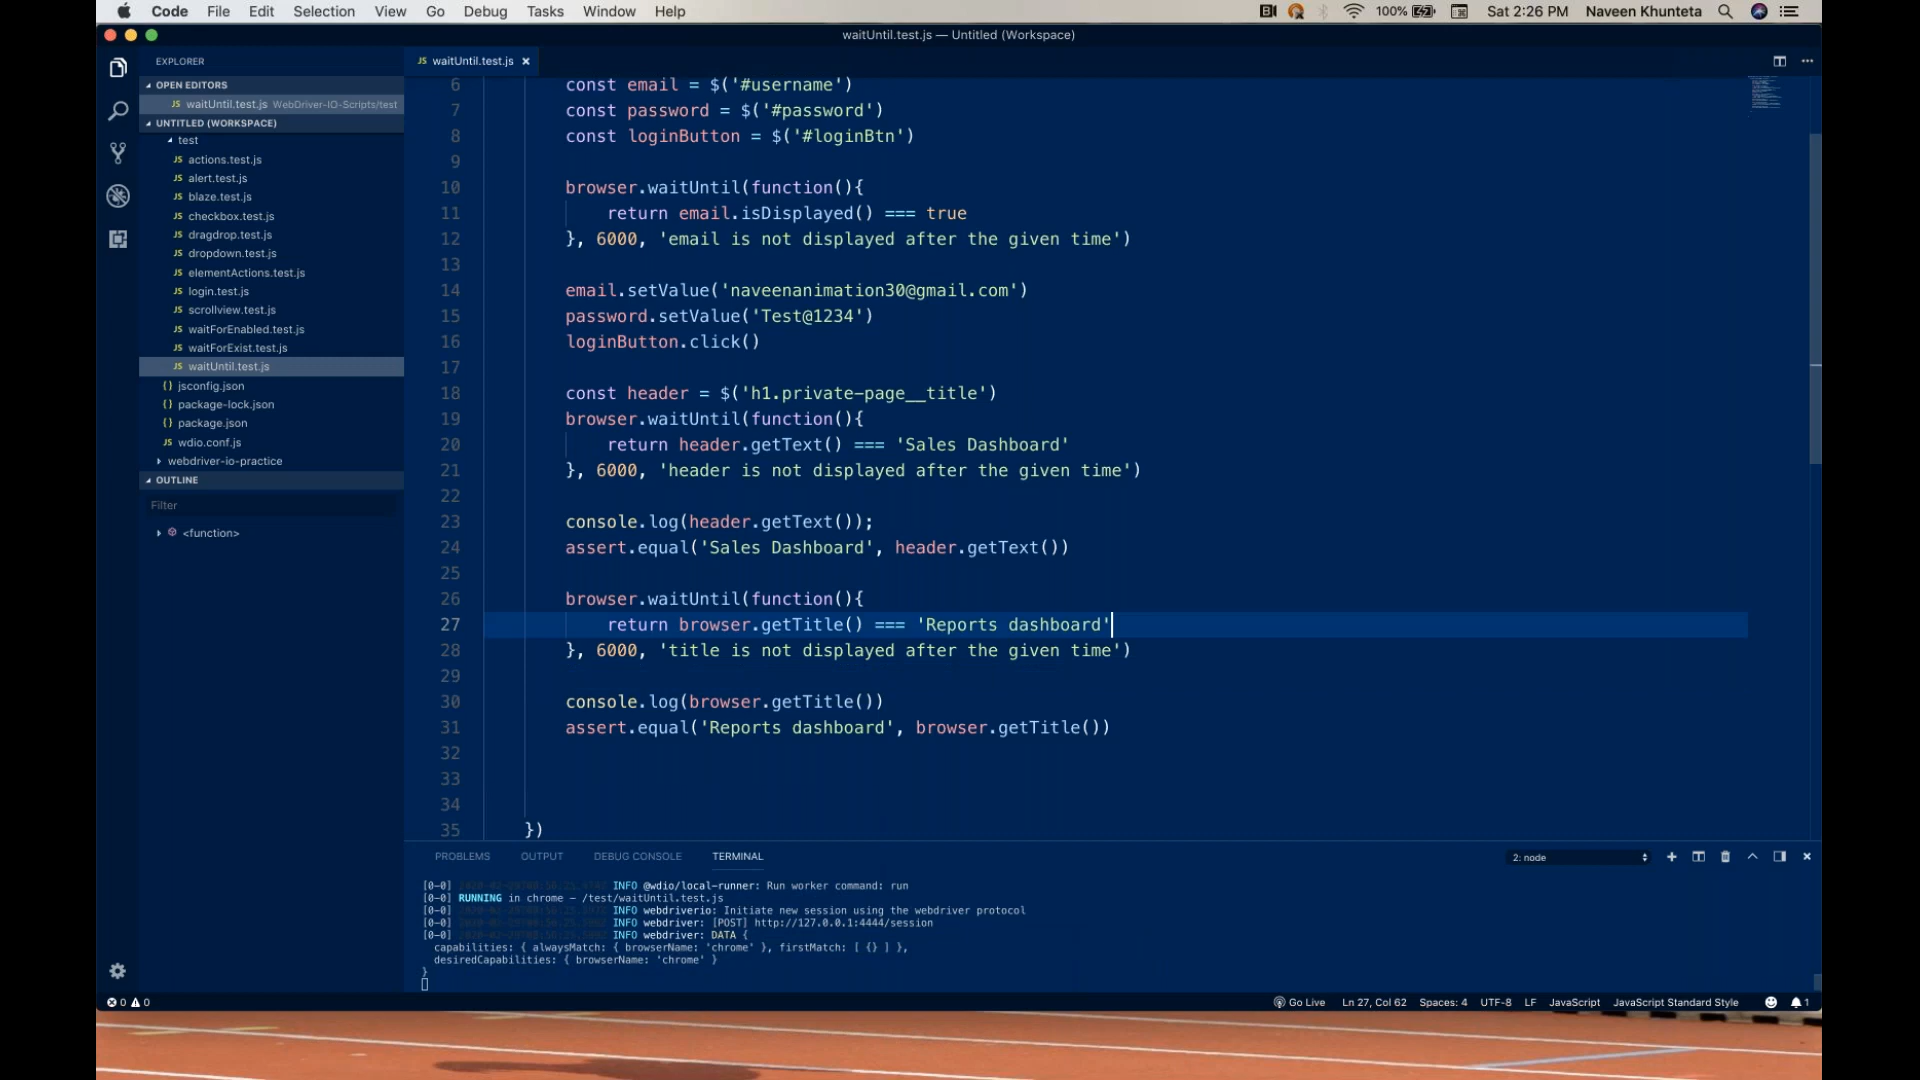 Code File Edit Selection View Go Debug Tasks Window Help 100% Sat 2:26 PM Naveen Khunteta
waitUntil.test.js — Untitled (Workspace)
EXPLORER
OPEN EDITORS
JS waitUntil.test.js WebDriver-IO-Scripts/test
UNTITLED (WORKSPACE)
test
JS actions.test.js
JS alert.test.js
JS blaze.test.js
JS checkbox.test.js
JS dragdrop.test.js
JS dropdown.test.js
JS elementActions.test.js
JS login.test.js
JS scrollview.test.js
JS waitForEnabled.test.js
JS waitForExist.test.js
JS waitUntil.test.js
{} jsconfig.json
{} package-lock.json
{} package.json
JS wdio.conf.js
webdriver-io-practice
OUTLINE
Filter
<function>
JS waitUntil.test.js ×
6 const email = $('#username')
7 const password = $('#password')
8 const loginButton = $('#loginBtn')
9
10 browser.waitUntil(function(){
11 return email.isDisplayed() === true
12 }, 6000, 'email is not displayed after the given time')
13
14 email.setValue('naveenanimation30@gmail.com')
15 password.setValue('Test@1234')
16 loginButton.click()
17
18 const header = $('h1.private-page__title')
19 browser.waitUntil(function(){
20 return header.getText() === 'Sales Dashboard'
21 }, 6000, 'header is not displayed after the given time')
22
23 console.log(header.getText());
24 assert.equal('Sales Dashboard', header.getText())
25
26 browser.waitUntil(function(){
27 return browser.getTitle() === 'Reports dashboard'
28 }, 6000, 'title is not displayed after the given time')
29
30 console.log(browser.getTitle())
31 assert.equal('Reports dashboard', browser.getTitle())
32
33
34
35 })
PROBLEMS OUTPUT DEBUG CONSOLE TERMINAL 2: node
[0-0] INFO @wdio/local-runner: Run worker command: run
[0-0] RUNNING in chrome - /test/waitUntil.test.js
[0-0] INFO webdriverio: Initiate new session using the webdriver protocol
[0-0] INFO webdriver: [POST] http://127.0.0.1:4444/session
[0-0] INFO webdriver: DATA {
capabilities: { alwaysMatch: { browserName: 'chrome' }, firstMatch: [ {} ] },
desiredCapabilities: { browserName: 'chrome' }
}
0 0 Go Live Ln 27, Col 62 Spaces: 4 UTF-8 LF JavaScript JavaScript Standard Style 1